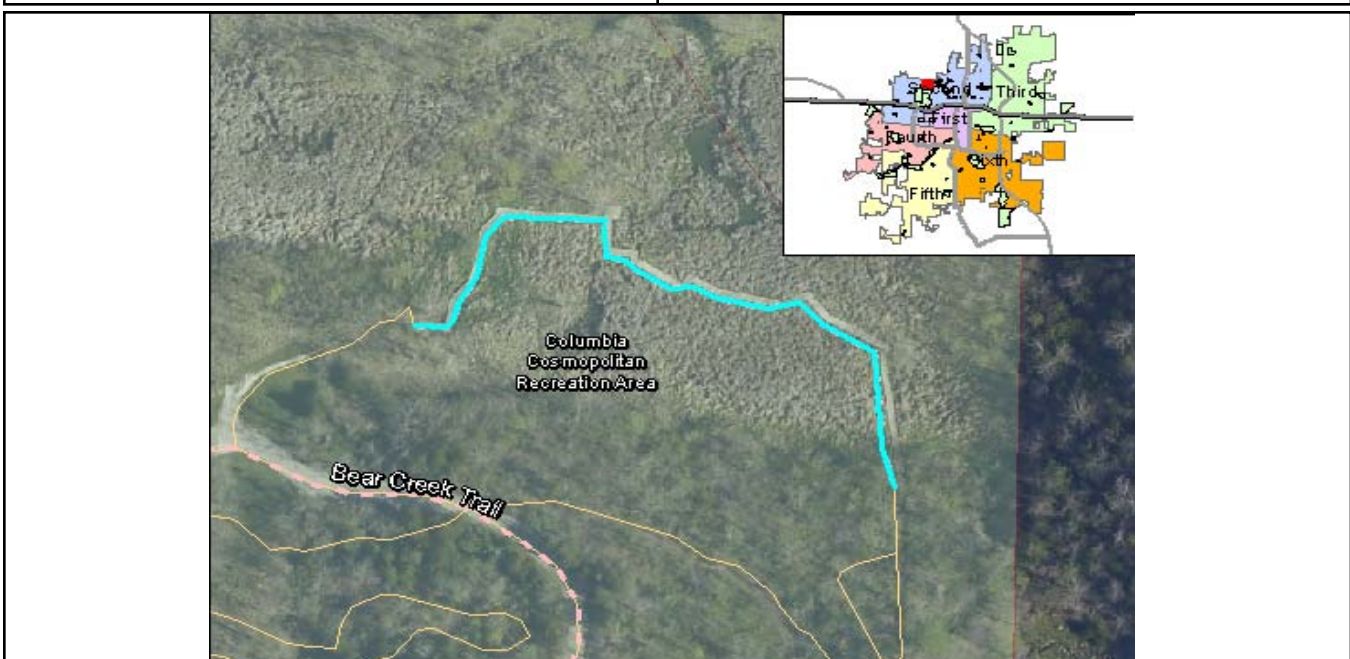 Second
Third
First
Fourth
Sixth
Fifth
Columbia
Cosmopolitan
Recreation Area
Bear Creek Trail